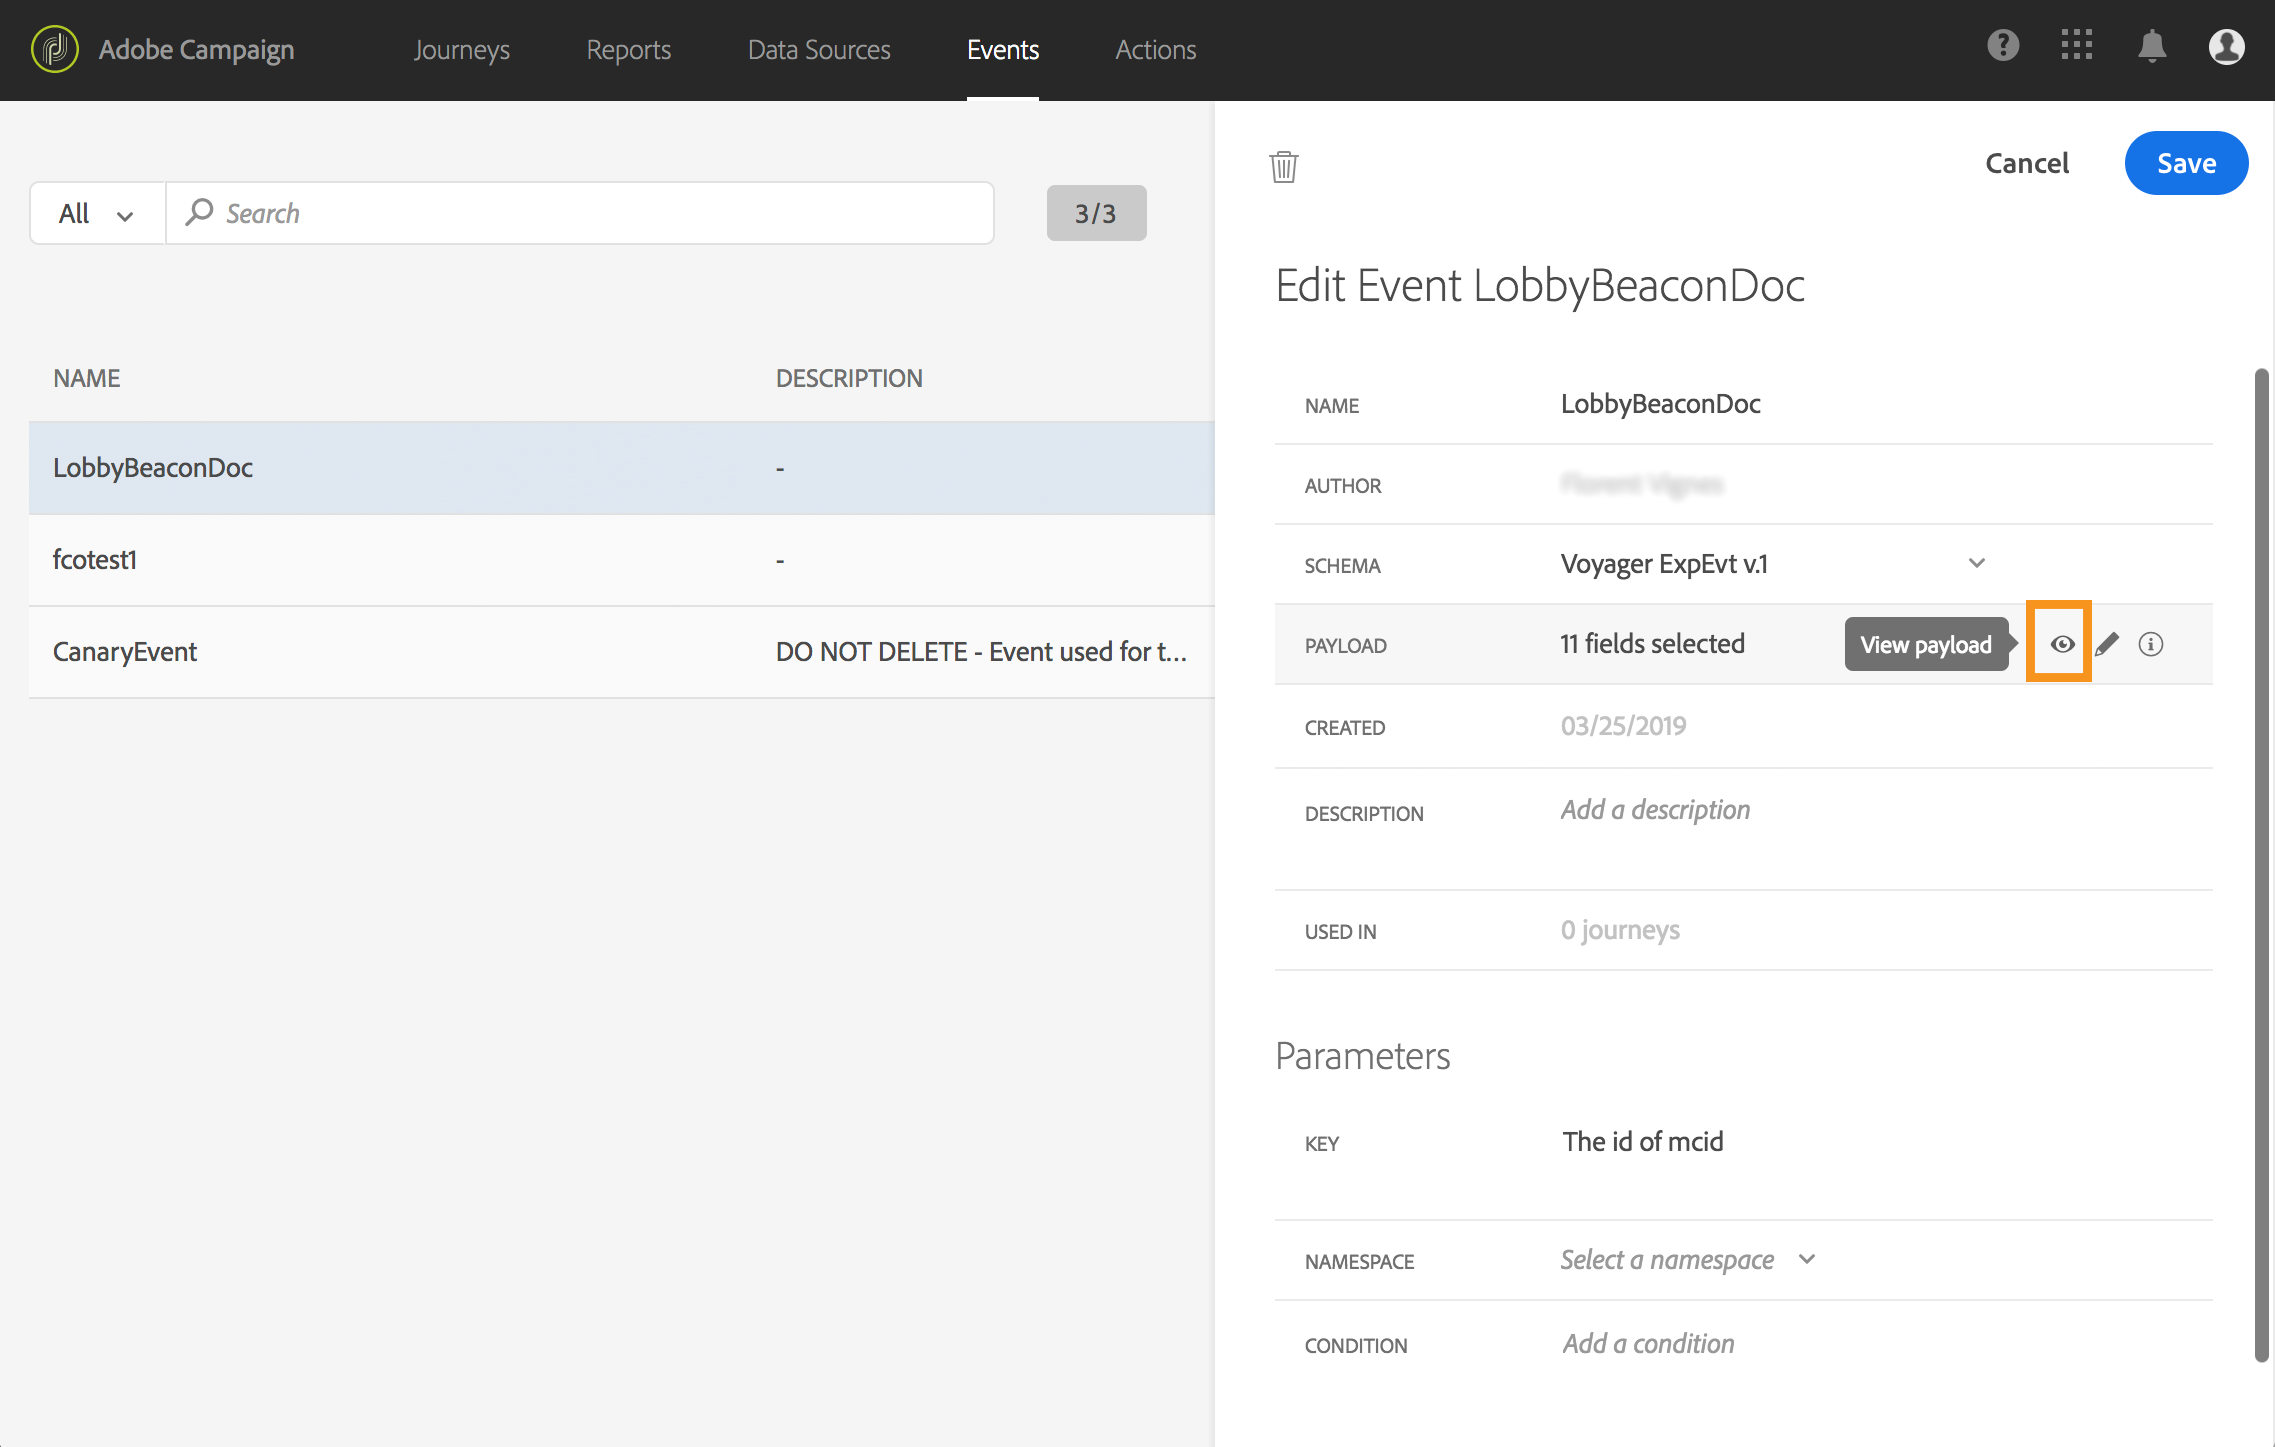 Adobe Campaign Journeys Reports Data Sources Events Actions
All Search 3/3
NAME DESCRIPTION
LobbyBeaconDoc -
fcotest1 -
CanaryEvent DO NOT DELETE - Event used for t...
Cancel Save
Edit Event LobbyBeaconDoc
NAME LobbyBeaconDoc
AUTHOR
SCHEMA Voyager ExpEvt v.1
PAYLOAD 11 fields selected View payload
CREATED 03/25/2019
DESCRIPTION Add a description
USED IN 0 journeys
Parameters
KEY The id of mcid
NAMESPACE Select a namespace
CONDITION Add a condition